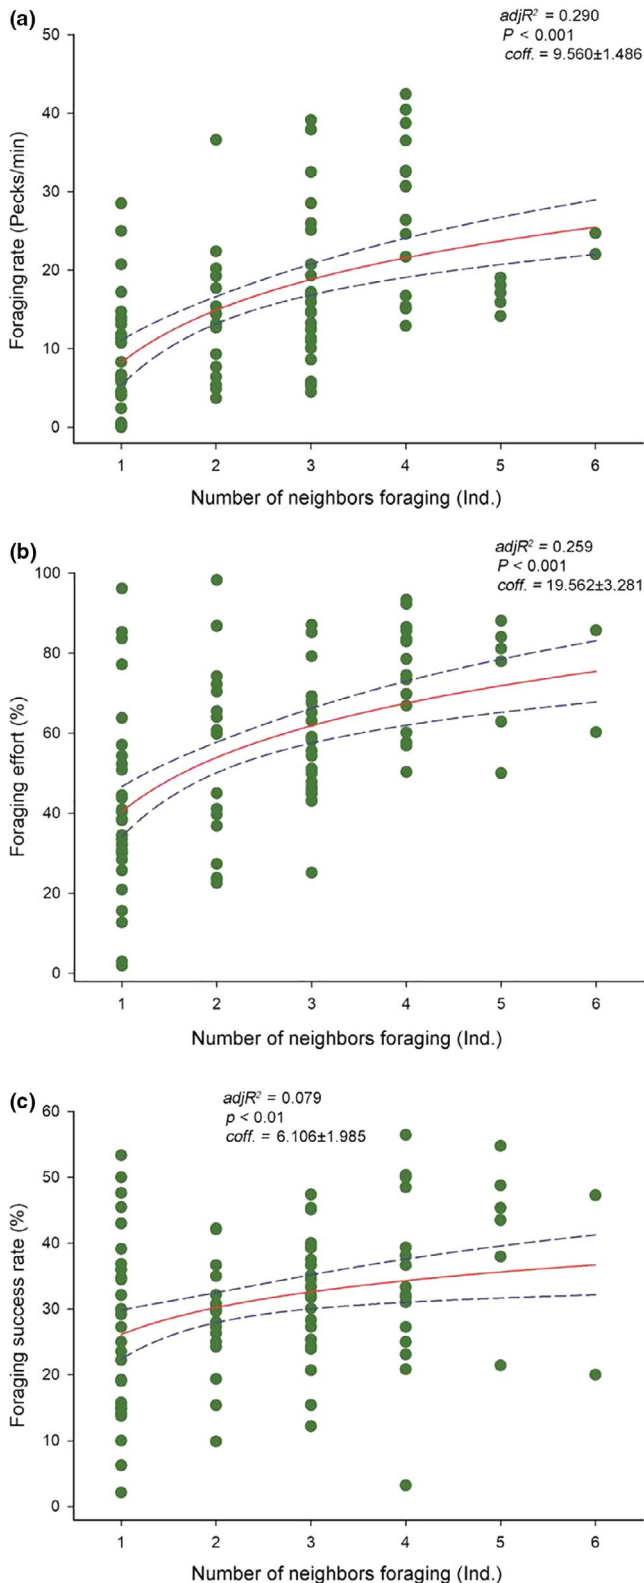 (a)
adjR² = 0.290
P < 0.001
coff. = 9.560±1.486
50
40
30
20
10
0
Foragingrate (Pecks/min)
1 2 3 4 5 6
Number of neighbors foraging (Ind.)
(b)
adjR² = 0.259
P < 0.001
coff. = 19.562±3.281
100
80
60
40
20
0
Foraging effort (%)
1 2 3 4 5 6
Number of neighbors foraging (Ind.)
(c)
adjR² = 0.079
p < 0.01
coff. = 6.106±1.985
60
50
40
30
20
10
0
Foraging success rate (%)
1 2 3 4 5 6
Number of neighbors foraging (Ind.)